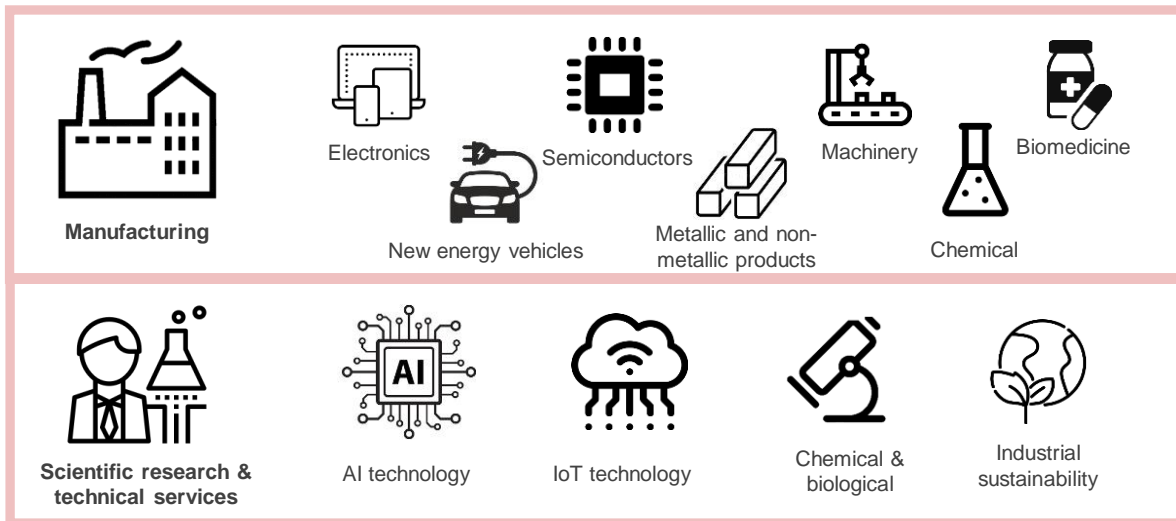 Manufacturing
Electronics
New energy vehicles
Semiconductors
Metallic and non-
metallic products
Machinery
Chemical
Biomedicine
Scientific research &
technical services
AI
AI technology
IoT technology
Chemical &
biological
Industrial
sustainability